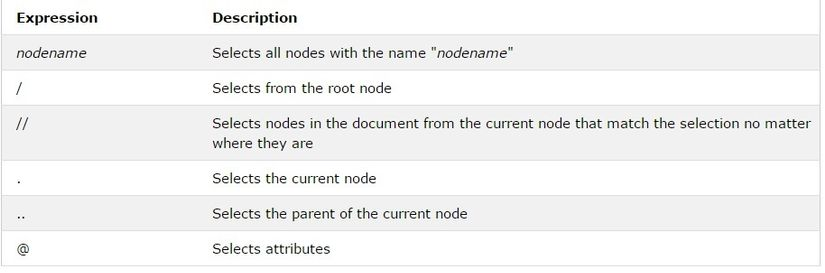 Expression Description
nodename Selects all nodes with the name "nodename"
/ Selects from the root node
// Selects nodes in the document from the current node that match the selection no matter
where they are
. Selects the current node
.. Selects the parent of the current node
@ Selects attributes